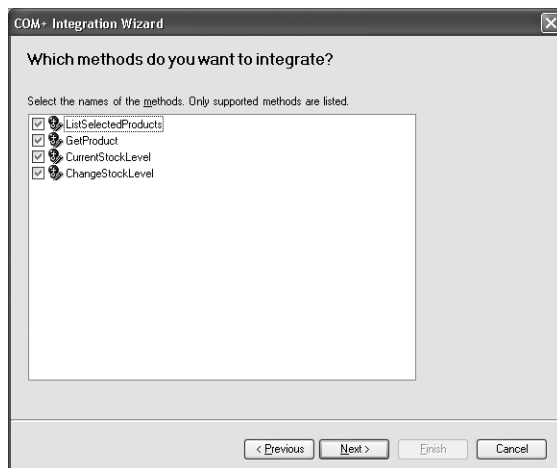 COM+ Integration Wizard
Which methods do you want to integrate?
Select the names of the methods. Only supported methods are listed.
ListSelectedProducts
GetProduct
CurrentStockLevel
ChangeStockLevel
< Previous Next > Finish Cancel